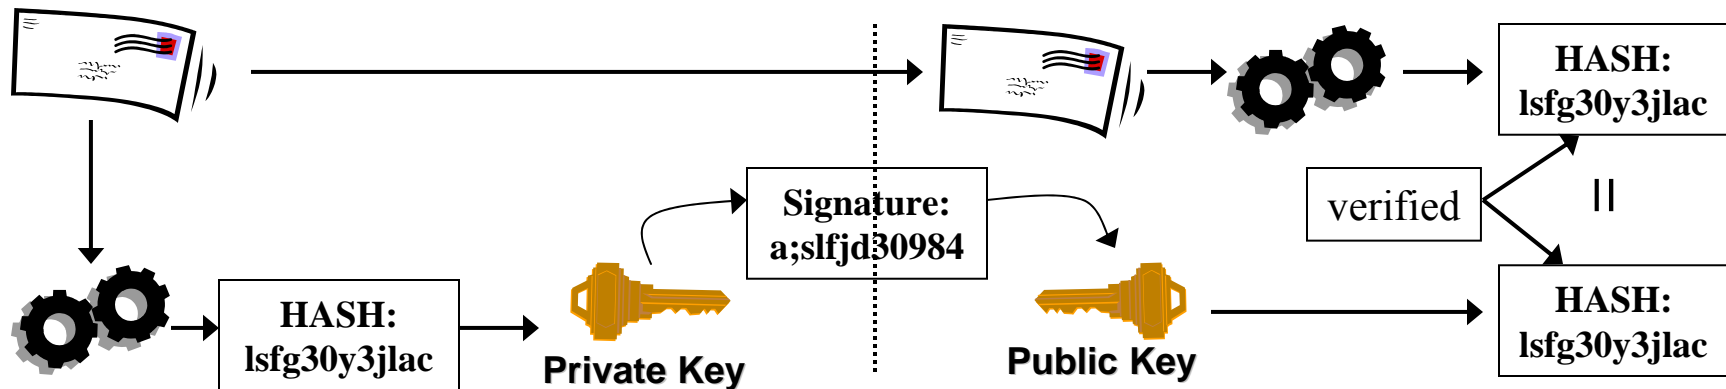 HASH:
lsfg30y3jlac
Signature:
a;slfjd30984
verified
=
HASH:
lsfg30y3jlac
Private Key
Public Key
HASH:
lsfg30y3jlac